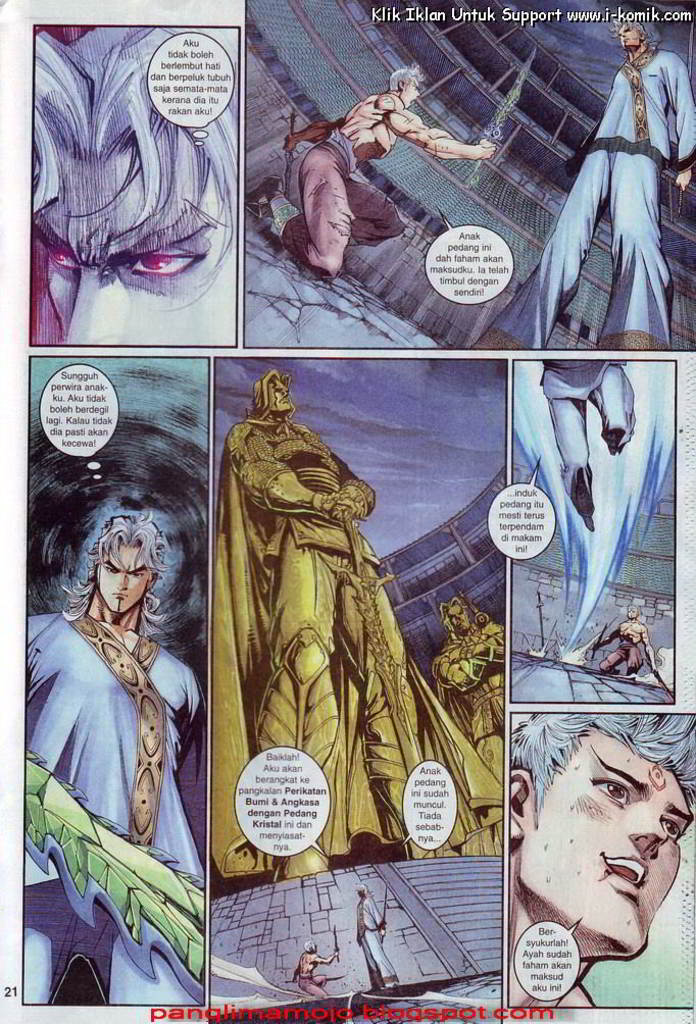 Klik Iklan Untuk Support www.i-komik.com
Aku
tidak boleh
berlembut hati
dan berpeluk tubuh
saja semata-mata
kerana dia itu
rakan aku!
Anak
pedang ini
dah faham akan
maksudku. Ia telah
timbul dengan
sendiri!
Sungguh
perwira anak-
ku. Aku tidak
boleh berdegil
lagi. Kalau tidak
dia pasti akan
kecewa!
Baiklah!
Aku akan
berangkat ke
pangkalan Perikatan
Bumi & Angkasa
dengan Pedang
Kristal ini dan
menyiasat-
nya.
Anak
pedang ini
sudah
muncul.
Tiada
sebab-
nya...
...induk
pedang itu
mesti terus
terpendam
di makam
ini!
Ber-
syukurlah!
Ayah sudah
faham akan
maksud
aku ini!
21
panglimamojo.blogspot.com